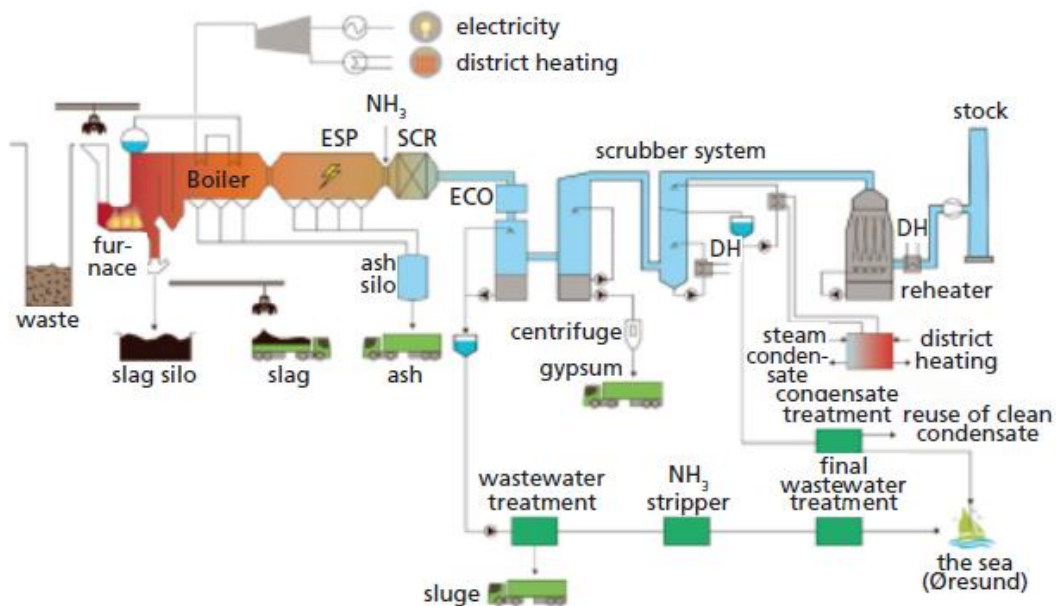 electricity
district heating
NH3
stock
ESP
SCR
scrubber system
Boiler
ECO
DH
DH
fur-
nace
ash
silo
reheater
waste
centrifuge
steam
conden-
sate
district
heating
slag silo
slag
ash
gypsum
condensate
treatment
reuse of clean
condensate
wastewater
treatment
NH3
stripper
final
wastewater
treatment
the sea
(Øresund)
sluge